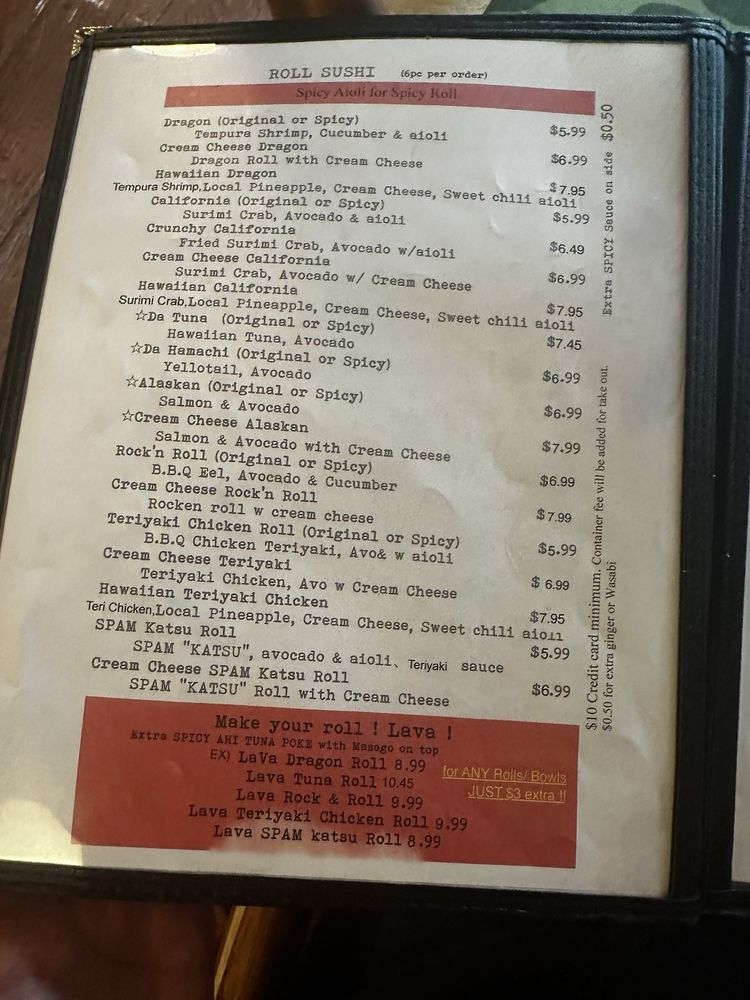 ROLL SUSHI (6pc per order)
Spicy Aioli for Spicy Roll
Dragon (Original or Spicy)
Tempura Shrimp, Cucumber & aioli $5.99
Cream Cheese Dragon
Dragon Roll with Cream Cheese $6.99
Hawaiian Dragon
Tempura Shrimp,Local Pineapple, Cream Cheese, Sweet chili aioli $7.95
California (Original or Spicy)
Surimi Crab, Avocado & aioli $5.99
Crunchy California
Fried Surimi Crab, Avocado w/aioli $6.49
Cream Cheese California
Surimi Crab, Avocado w/ Cream Cheese $6.99
Hawaiian California
Surimi Crab,Local Pineapple, Cream Cheese, Sweet chili aioli $7.95
☆Da Tuna (Original or Spicy)
Hawaiian Tuna, Avocado $7.45
☆Da Hamachi (Original or Spicy)
Yellotail, Avocado $6.99
☆Alaskan (Original or Spicy)
Salmon & Avocado $6.99
☆Cream Cheese Alaskan
Salmon & Avocado with Cream Cheese $7.99
Rock'n Roll (Original or Spicy)
B.B.Q Eel, Avocado & Cucumber $6.99
Cream Cheese Rock'n Roll
Rocken roll w cream cheese $7.99
Teriyaki Chicken Roll (Original or Spicy)
B.B.Q Chicken Teriyaki, Avo& w aioli $5.99
Cream Cheese Teriyaki
Teriyaki Chicken, Avo w Cream Cheese $ 6.99
Hawaiian Teriyaki Chicken
Teri Chicken,Local Pineapple, Cream Cheese, Sweet chili aioli $7.95
SPAM Katsu Roll
SPAM "KATSU", avocado & aioli、Teriyaki sauce $5.99
Cream Cheese SPAM Katsu Roll
SPAM "KATSU" Roll with Cream Cheese $6.99
Make your roll ! Lava !
Extra SPICY AHI TUNA POKE with Masago on top
EX) LaVa Dragon Roll 8.99
Lava Tuna Roll 10.45
Lava Rock & Roll 9.99
Lava Teriyaki Chicken Roll 9.99
Lava SPAM katsu Roll 8.99
for ANY Rolls/ Bowls
JUST $3 extra !!
Extra SPICY Sauce on side $0.50
$10 Credit card minimum. Container fee will be added for take out.
$0.50 for extra ginger or Wasabi